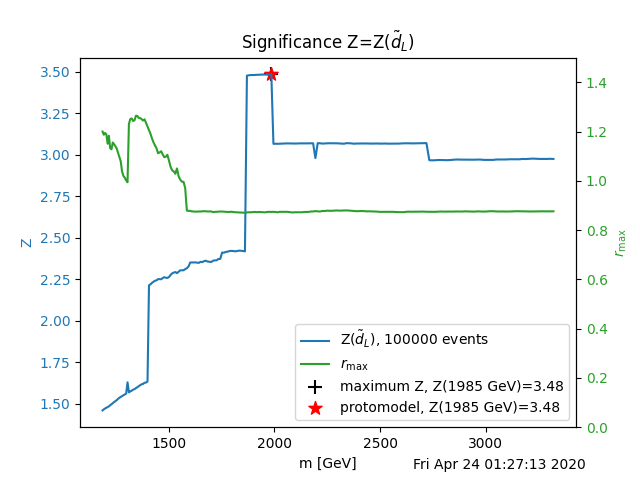 Significance Z=Z(d̃_L)
3.50
3.25
3.00
2.75
2.50
2.25
2.00
1.75
1.50
Z
1.4
1.2
1.0
0.8
0.6
0.4
0.2
0.0
r_max
Z(d̃_L), 100000 events
r_max
maximum Z, Z(1985 GeV)=3.48
protomodel, Z(1985 GeV)=3.48
1500 2000 2500 3000
m [GeV]
Fri Apr 24 01:27:13 2020